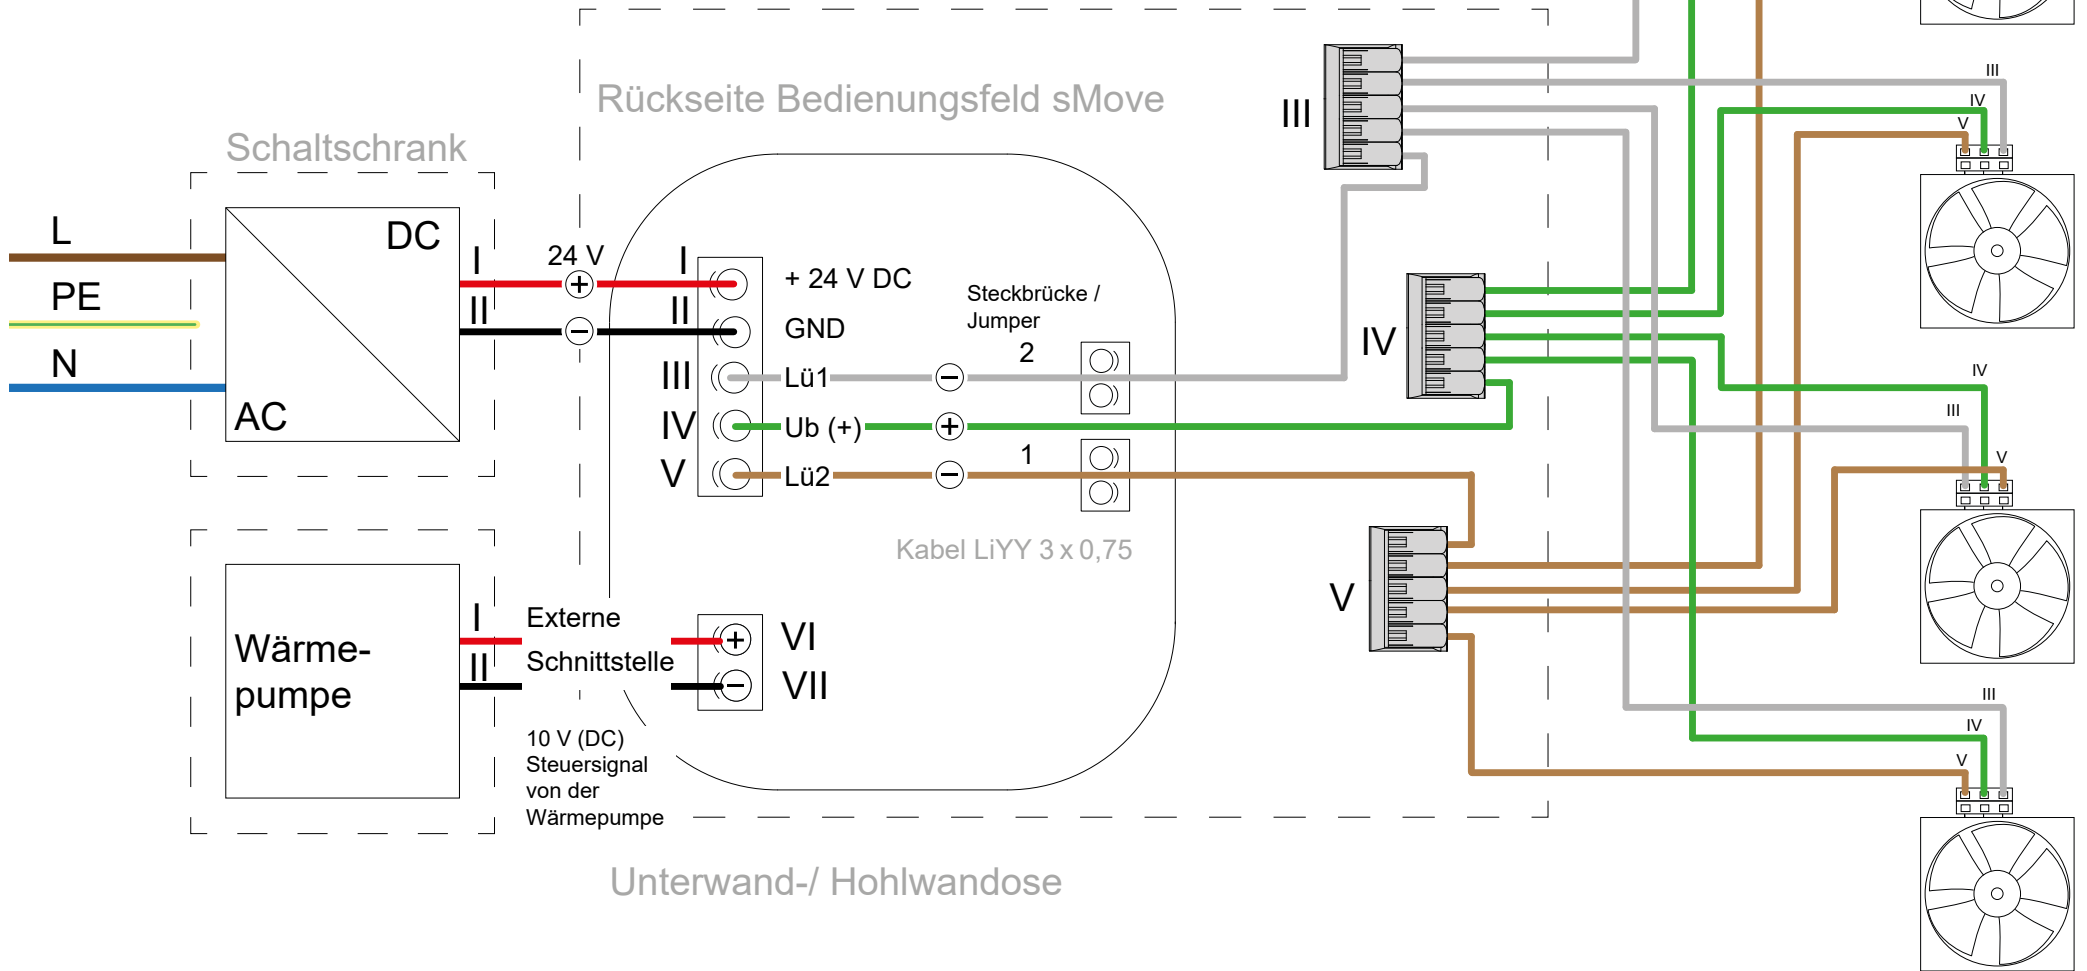 Rückseite Bedienungsfeld sMove
Schaltschrank
L
PE
N
DC
AC
I
II
24 V
+
−
I
II
III
IV
V
+ 24 V DC
GND
Lü1
Ub (+)
Lü2
−
+
−
Steckbrücke /
Jumper
2
1
Kabel LiYY 3 x 0,75
Wärme-
pumpe
I
II
Externe
Schnittstelle
+
−
VI
VII
10 V (DC)
Steuersignal
von der
Wärmepumpe
Unterwand-/ Hohlwandose
III
IV
V
III
IV
V
IV
III
V
III
IV
V